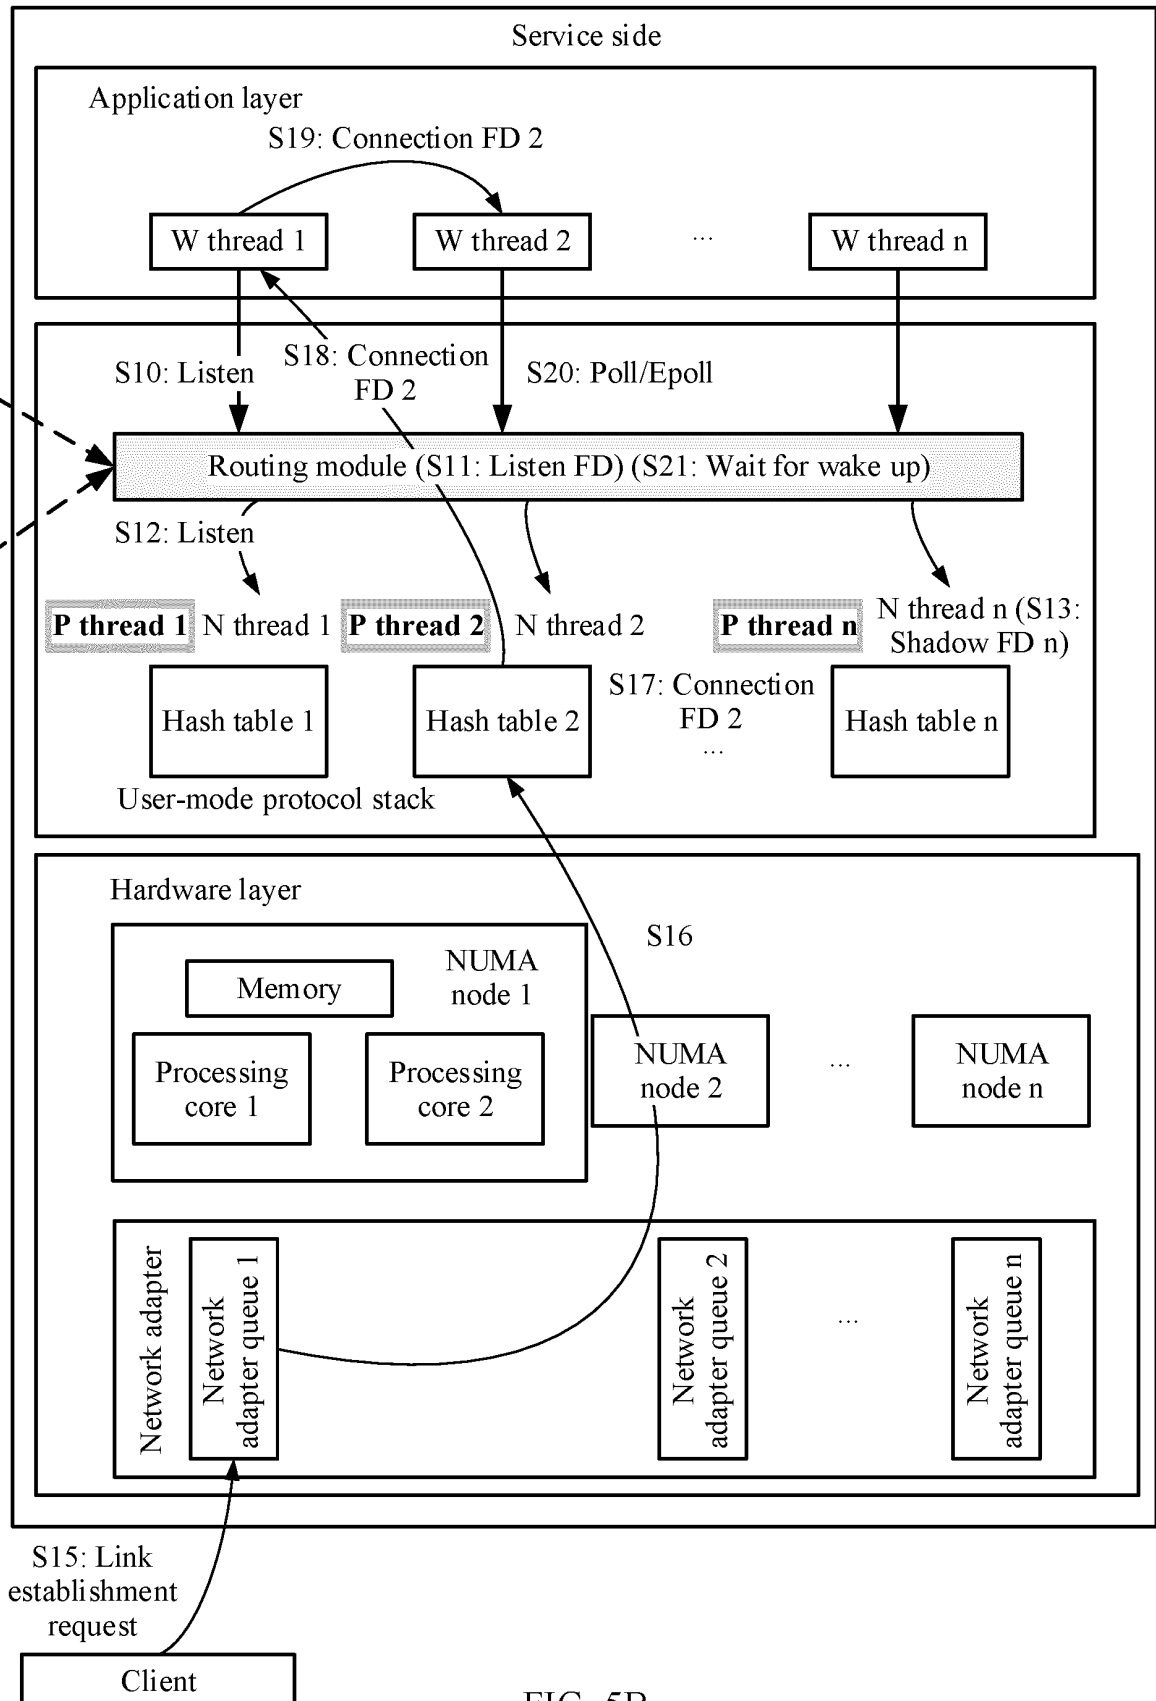 Service side
Application layer
S19: Connection FD 2
W thread 1
W thread 2
...
W thread n
S10: Listen
S18: Connection
FD 2
S20: Poll/Epoll
Routing module (S11: Listen FD) (S21: Wait for wake up)
S12: Listen
P thread 1
N thread 1
P thread 2
N thread 2
P thread n
N thread n (S13:
Shadow FD n)
Hash table 1
Hash table 2
S17: Connection
FD 2
...
Hash table n
User-mode protocol stack
Hardware layer
S16
NUMA
node 1
Memory
Processing
core 1
Processing
core 2
NUMA
node 2
...
NUMA
node n
Network adapter
Network
adapter queue 1
Network
adapter queue 2
...
Network
adapter queue n
S15: Link
establishment
request
Client
FIG. 5B